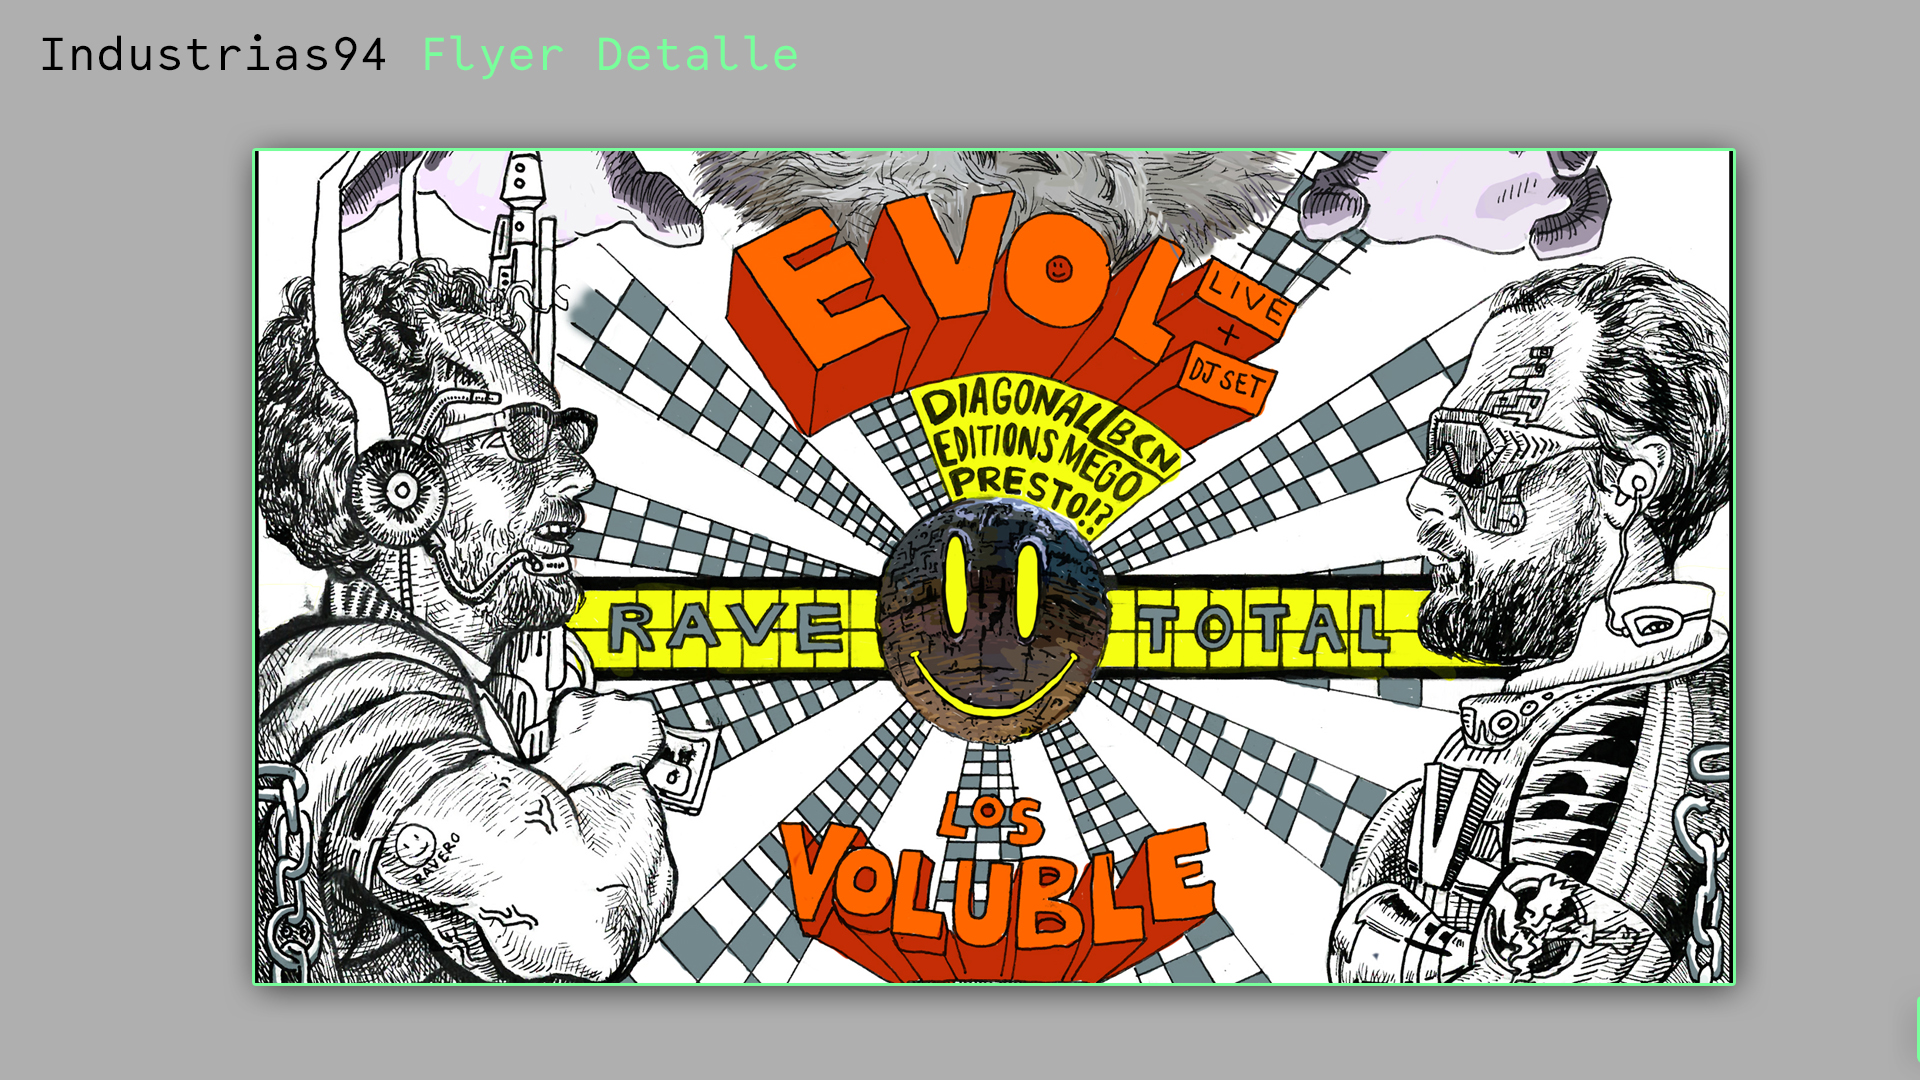 Industrias94 Flyer Detalle
EVOL
LIVE
+
DJ SET
DIAGONAL BCN
EDITIONS MEGO
PRESTO!?
RAVE TOTAL
RAVERO
LOS
VOLUBLE